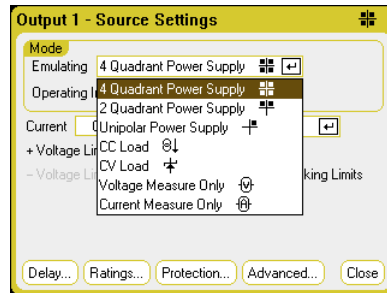 Output 1 - Source Settings
Mode
Emulating 4 Quadrant Power Supply
Operating
4 Quadrant Power Supply
2 Quadrant Power Supply
Unipolar Power Supply
CC Load
CV Load
Voltage Measure Only
Current Measure Only
Current
+ Voltage
- Voltage
king Limits
Delay... Ratings... Protection... Advanced... Close